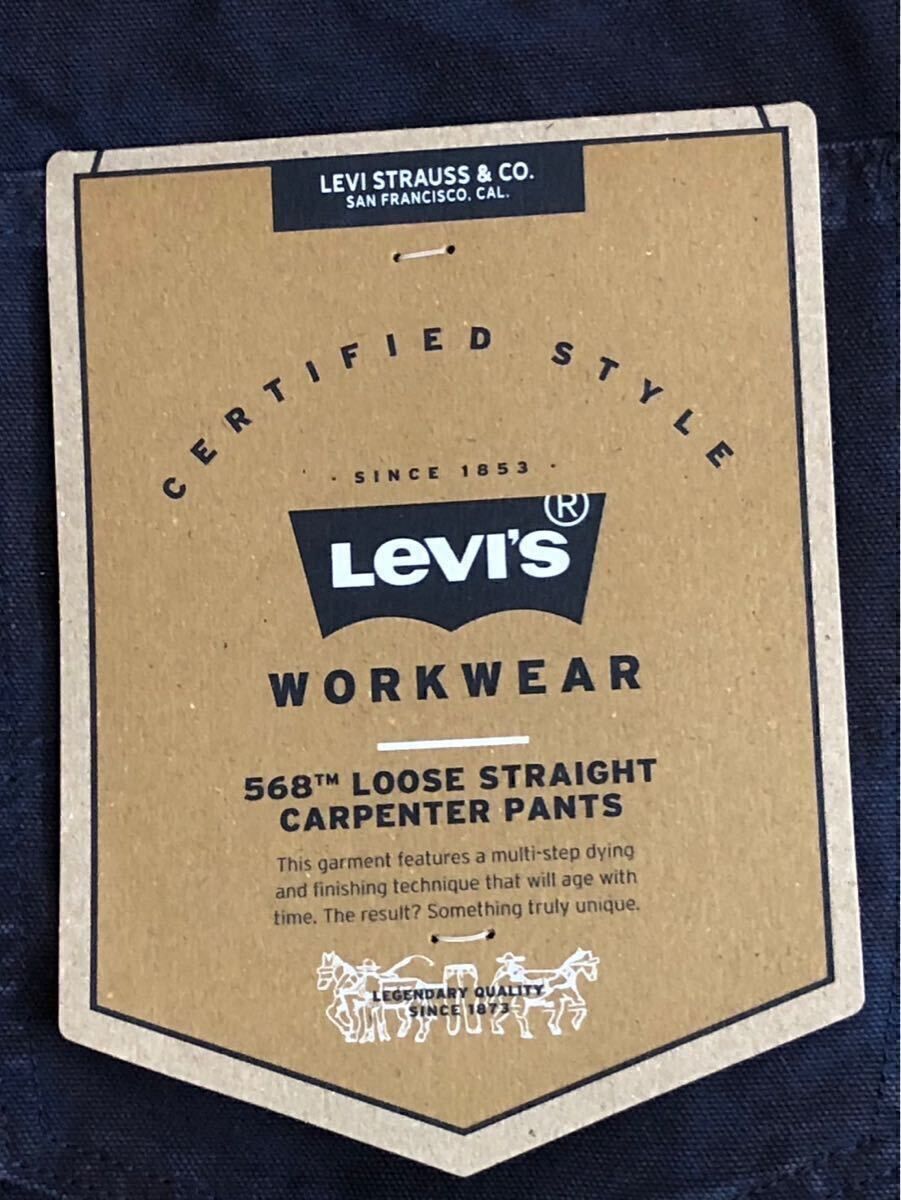 LEVI STRAUSS & CO.
SAN FRANCISCO, CAL.
CERTIFIED STYLE
· SINCE 1853 ·
LEVI'S®
WORKWEAR
568™ LOOSE STRAIGHT
CARPENTER PANTS
This garment features a multi-step dying
and finishing technique that will age with
time. The result? Something truly unique.
LEGENDARY QUALITY
SINCE 1873